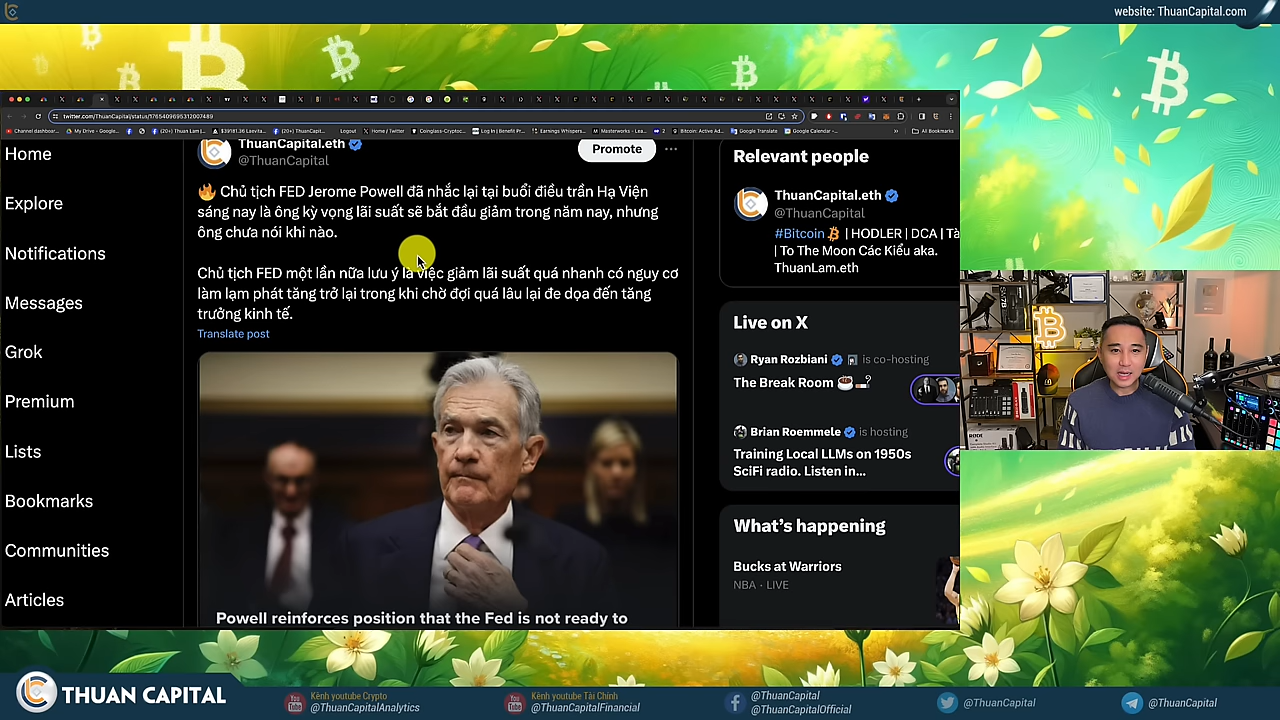 website: ThuanCapital.com
twitter.com/ThuanCapital/status/1765409695312007489
Home
Explore
Notifications
Messages
Grok
Premium
Lists
Bookmarks
Communities
Articles
ThuanCapital.eth
@ThuanCapital
Promote
🔥 Chủ tịch FED Jerome Powell đã nhắc lại tại buổi điều trần Hạ Viện
sáng nay là ông kỳ vọng lãi suất sẽ bắt đầu giảm trong năm nay, nhưng
ông chưa nói khi nào.
Chủ tịch FED một lần nữa lưu ý là việc giảm lãi suất quá nhanh có nguy cơ
làm lạm phát tăng trở lại trong khi chờ đợi quá lâu lại đe dọa đến tăng
trưởng kinh tế.
Translate post
Powell reinforces position that the Fed is not ready to
Relevant people
ThuanCapital.eth
@ThuanCapital
#Bitcoin | HODLER | DCA | Tà
| To The Moon Các Kiểu aka.
ThuanLam.eth
Live on X
Ryan Rozbiani is co-hosting
The Break Room
Brian Roemmele is hosting
Training Local LLMs on 1950s
SciFi radio. Listen in...
What's happening
Bucks at Warriors
NBA · LIVE
THUAN CAPITAL
Kênh youtube Crypto
@ThuanCapitalAnalytics
Kênh youtube Tài Chính
@ThuanCapitalFinancial
@ThuanCapital
@ThuanCapitalOfficial
@ThuanCapital
@ThuanCapital